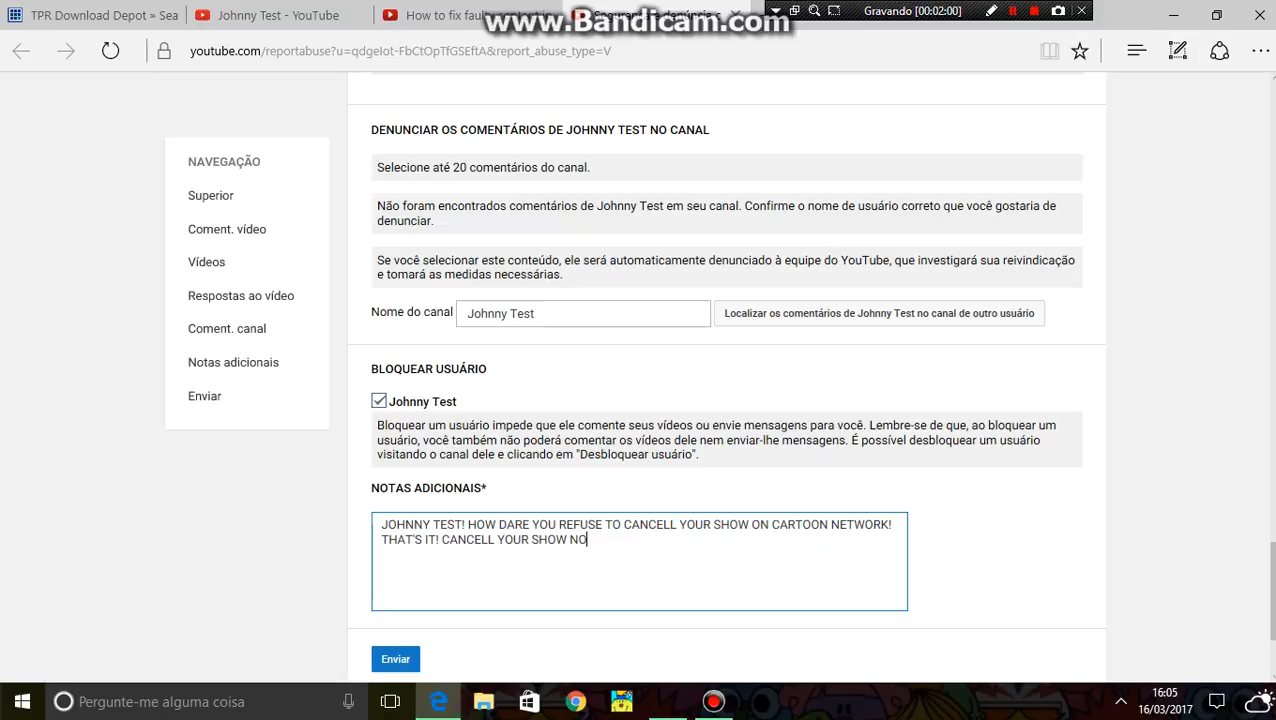 TPR Download Depot - Sea
Johnny Test - YouTube
How to fix faulty
www.Bandicam.com
Gravando [00:02:00]
youtube.com/reportabuse?u=qdgeIot-FbCtOpTfGSEftA&report_abuse_type=V
DENUNCIAR OS COMENTÁRIOS DE JOHNNY TEST NO CANAL
NAVEGAÇÃO
Superior
Coment. vídeo
Vídeos
Respostas ao vídeo
Coment. canal
Notas adicionais
Enviar
Selecione até 20 comentários do canal.
Não foram encontrados comentários de Johnny Test em seu canal. Confirme o nome de usuário correto que você gostaria de
denunciar.
Se você selecionar este conteúdo, ele será automaticamente denunciado à equipe do YouTube, que investigará sua reivindicação
e tomará as medidas necessárias.
Nome do canal Johnny Test Localizar os comentários de Johnny Test no canal de outro usuário
BLOQUEAR USUÁRIO
Johnny Test
Bloquear um usuário impede que ele comente seus vídeos ou envie mensagens para você. Lembre-se de que, ao bloquear um
usuário, você também não poderá comentar os vídeos dele nem enviar-lhe mensagens. É possível desbloquear um usuário
visitando o canal dele e clicando em "Desbloquear usuário".
NOTAS ADICIONAIS*
JOHNNY TEST! HOW DARE YOU REFUSE TO CANCELL YOUR SHOW ON CARTOON NETWORK!
THAT'S IT! CANCELL YOUR SHOW NO
Enviar
Pergunte-me alguma coisa
16:05
16/03/2017